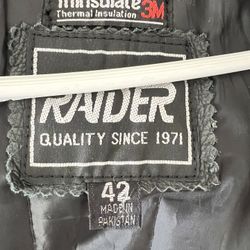 Thinsulate 3M
Thermal Insulation
RAIDER
QUALITY SINCE 1971
42
MADE IN
PAKISTAN